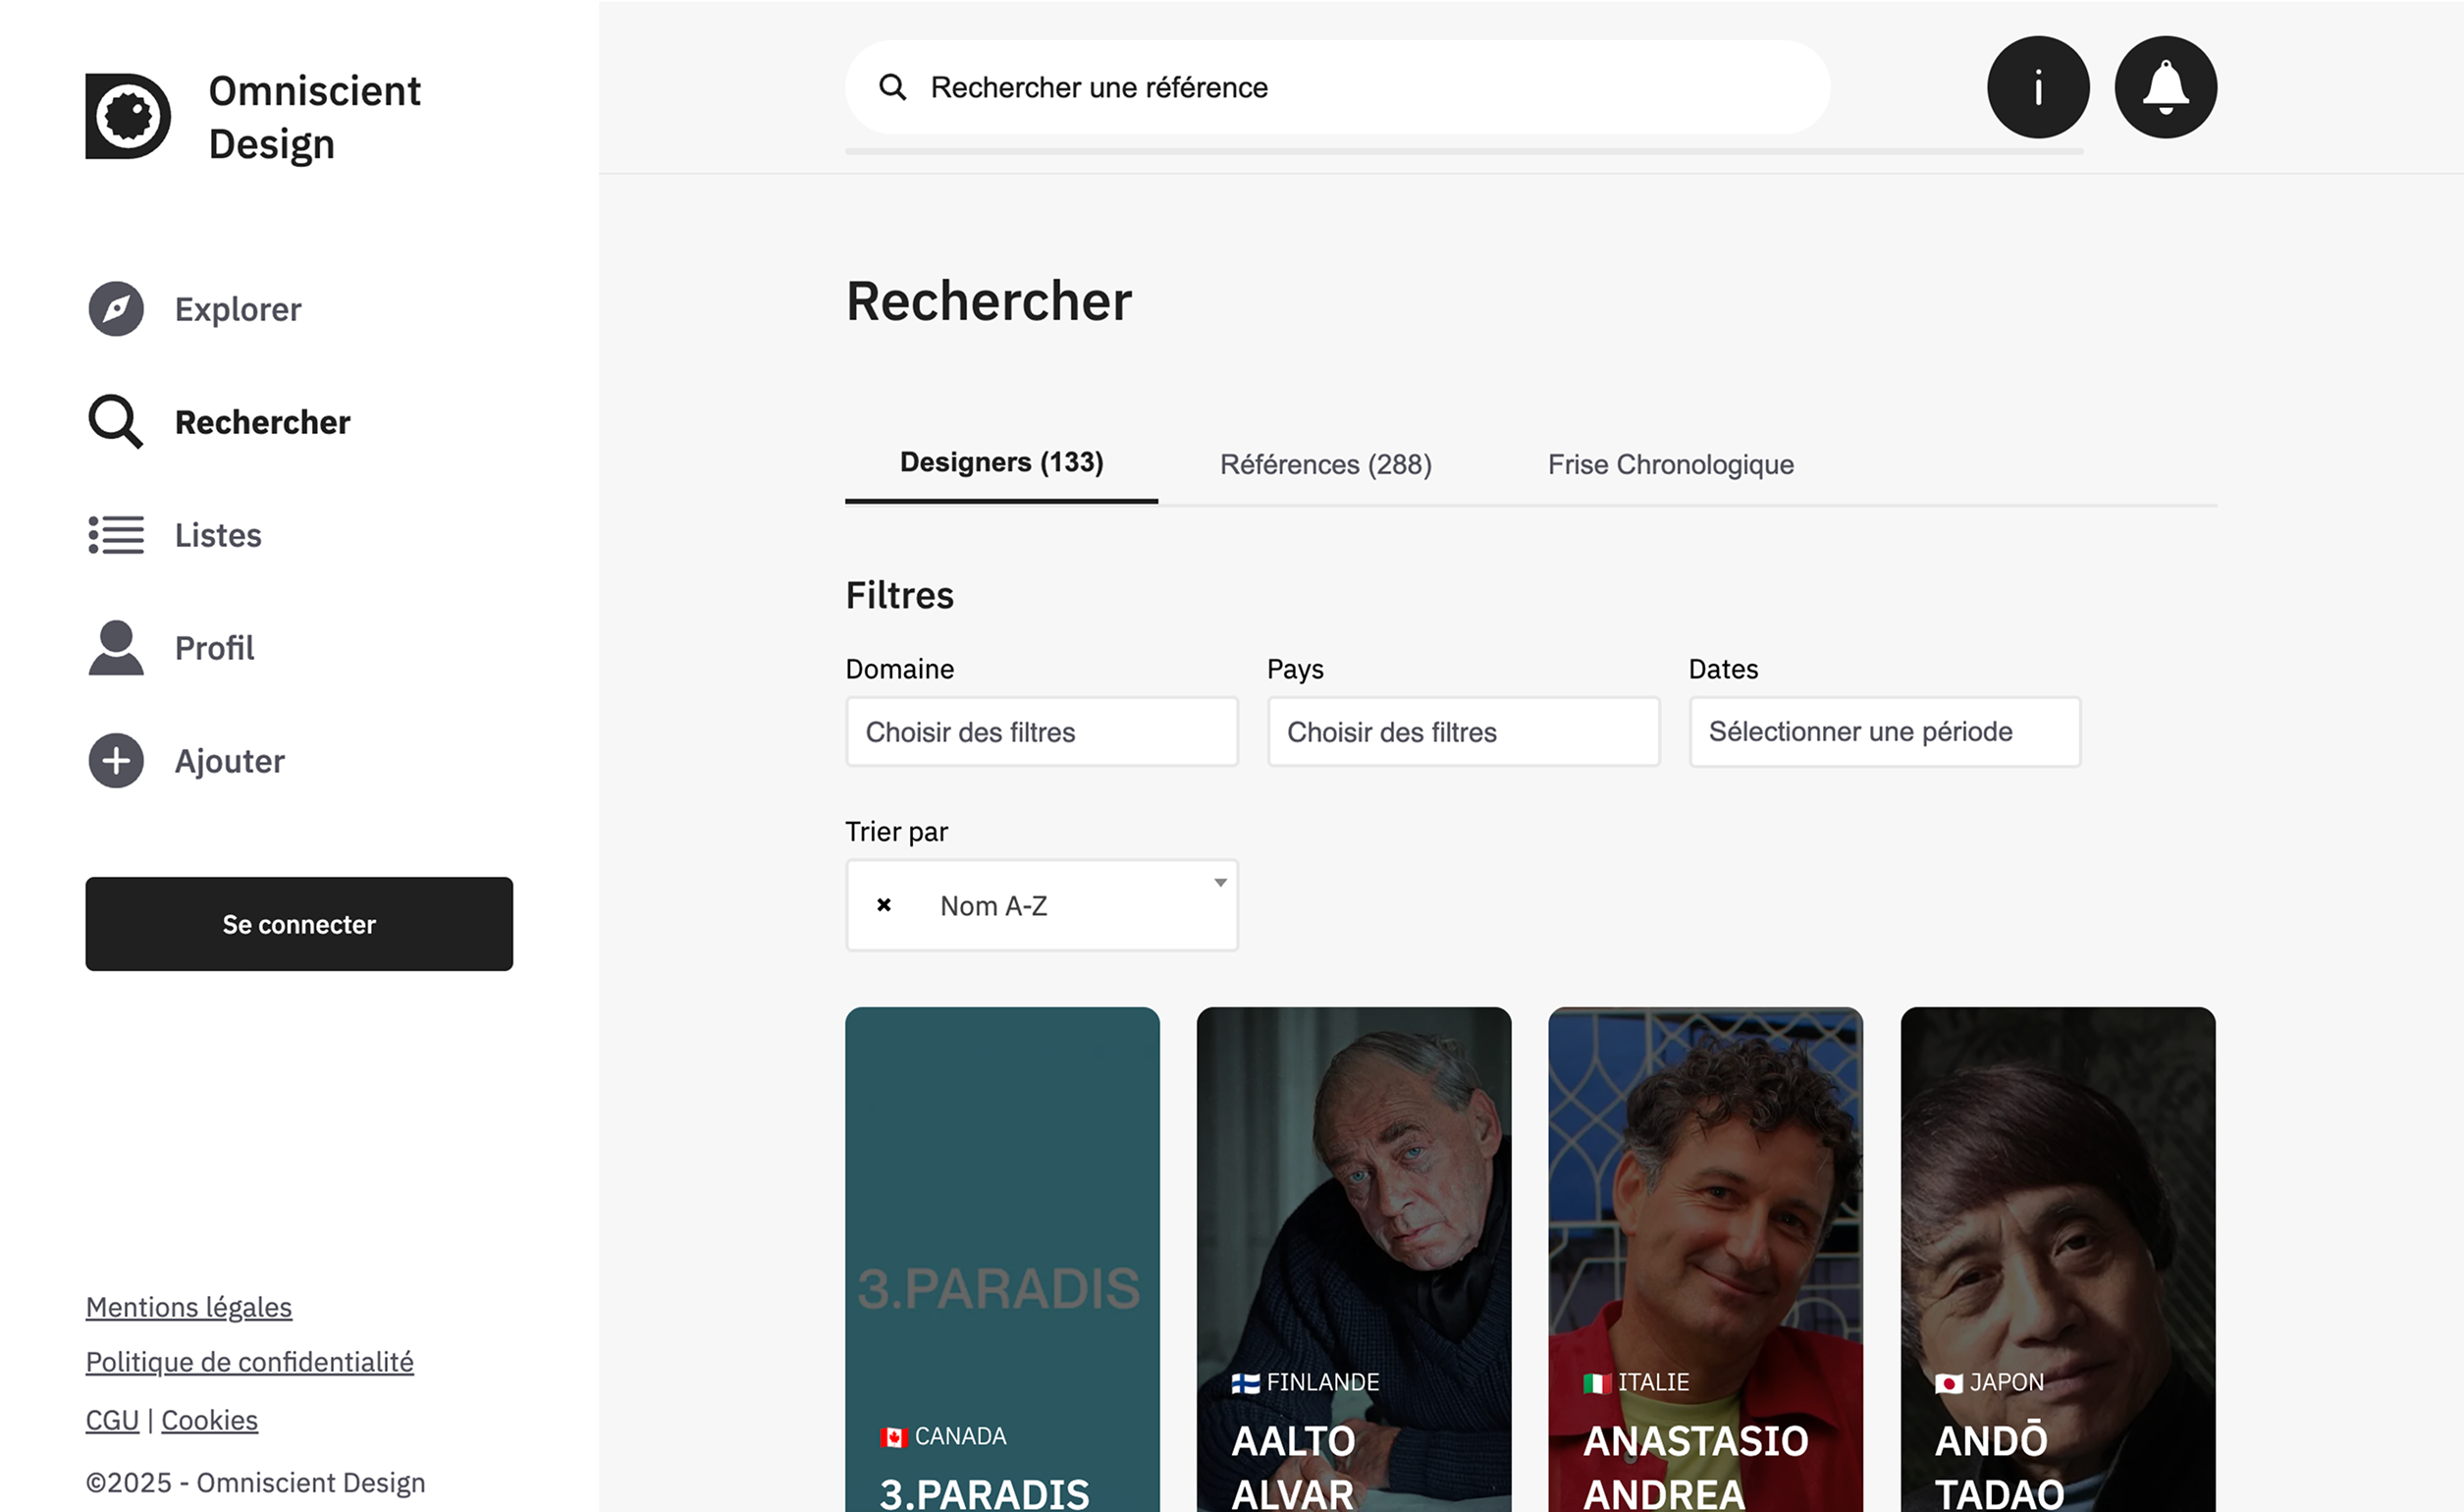 Omniscient
Design
Explorer
Rechercher
Listes
Profil
Ajouter
Se connecter
Mentions légales
Politique de confidentialité
CGU | Cookies
©2025 - Omniscient Design
Rechercher une référence
i
Rechercher
Designers (133) Références (288) Frise Chronologique
Filtres
Domaine Pays Dates
Choisir des filtres Choisir des filtres Sélectionner une période
Trier par
× Nom A-Z
3.PARADIS
CANADA
3.PARADIS
FINLANDE
AALTO
ALVAR
ITALIE
ANASTASIO
ANDREA
JAPON
ANDŌ
TADAO